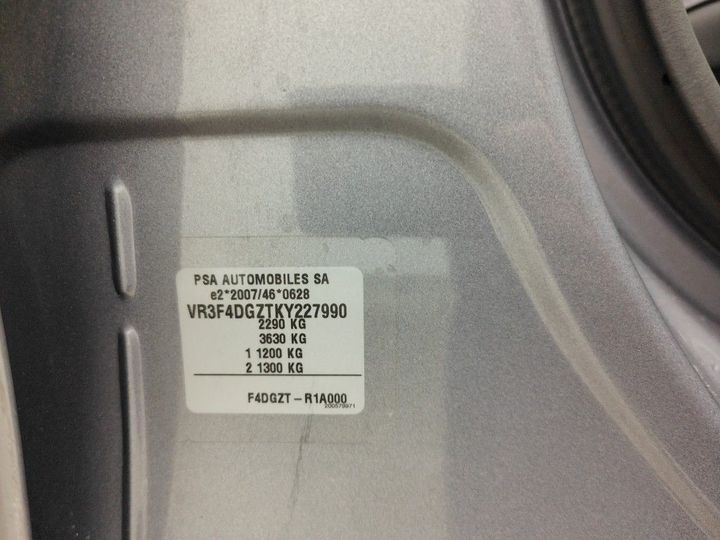 PSA AUTOMOBILES SA
e2*2007/46*0628
VR3F4DGZTKY227990
2290 KG
3630 KG
1 1200 KG
2 1300 KG
F4DGZT - R1A000
200579971